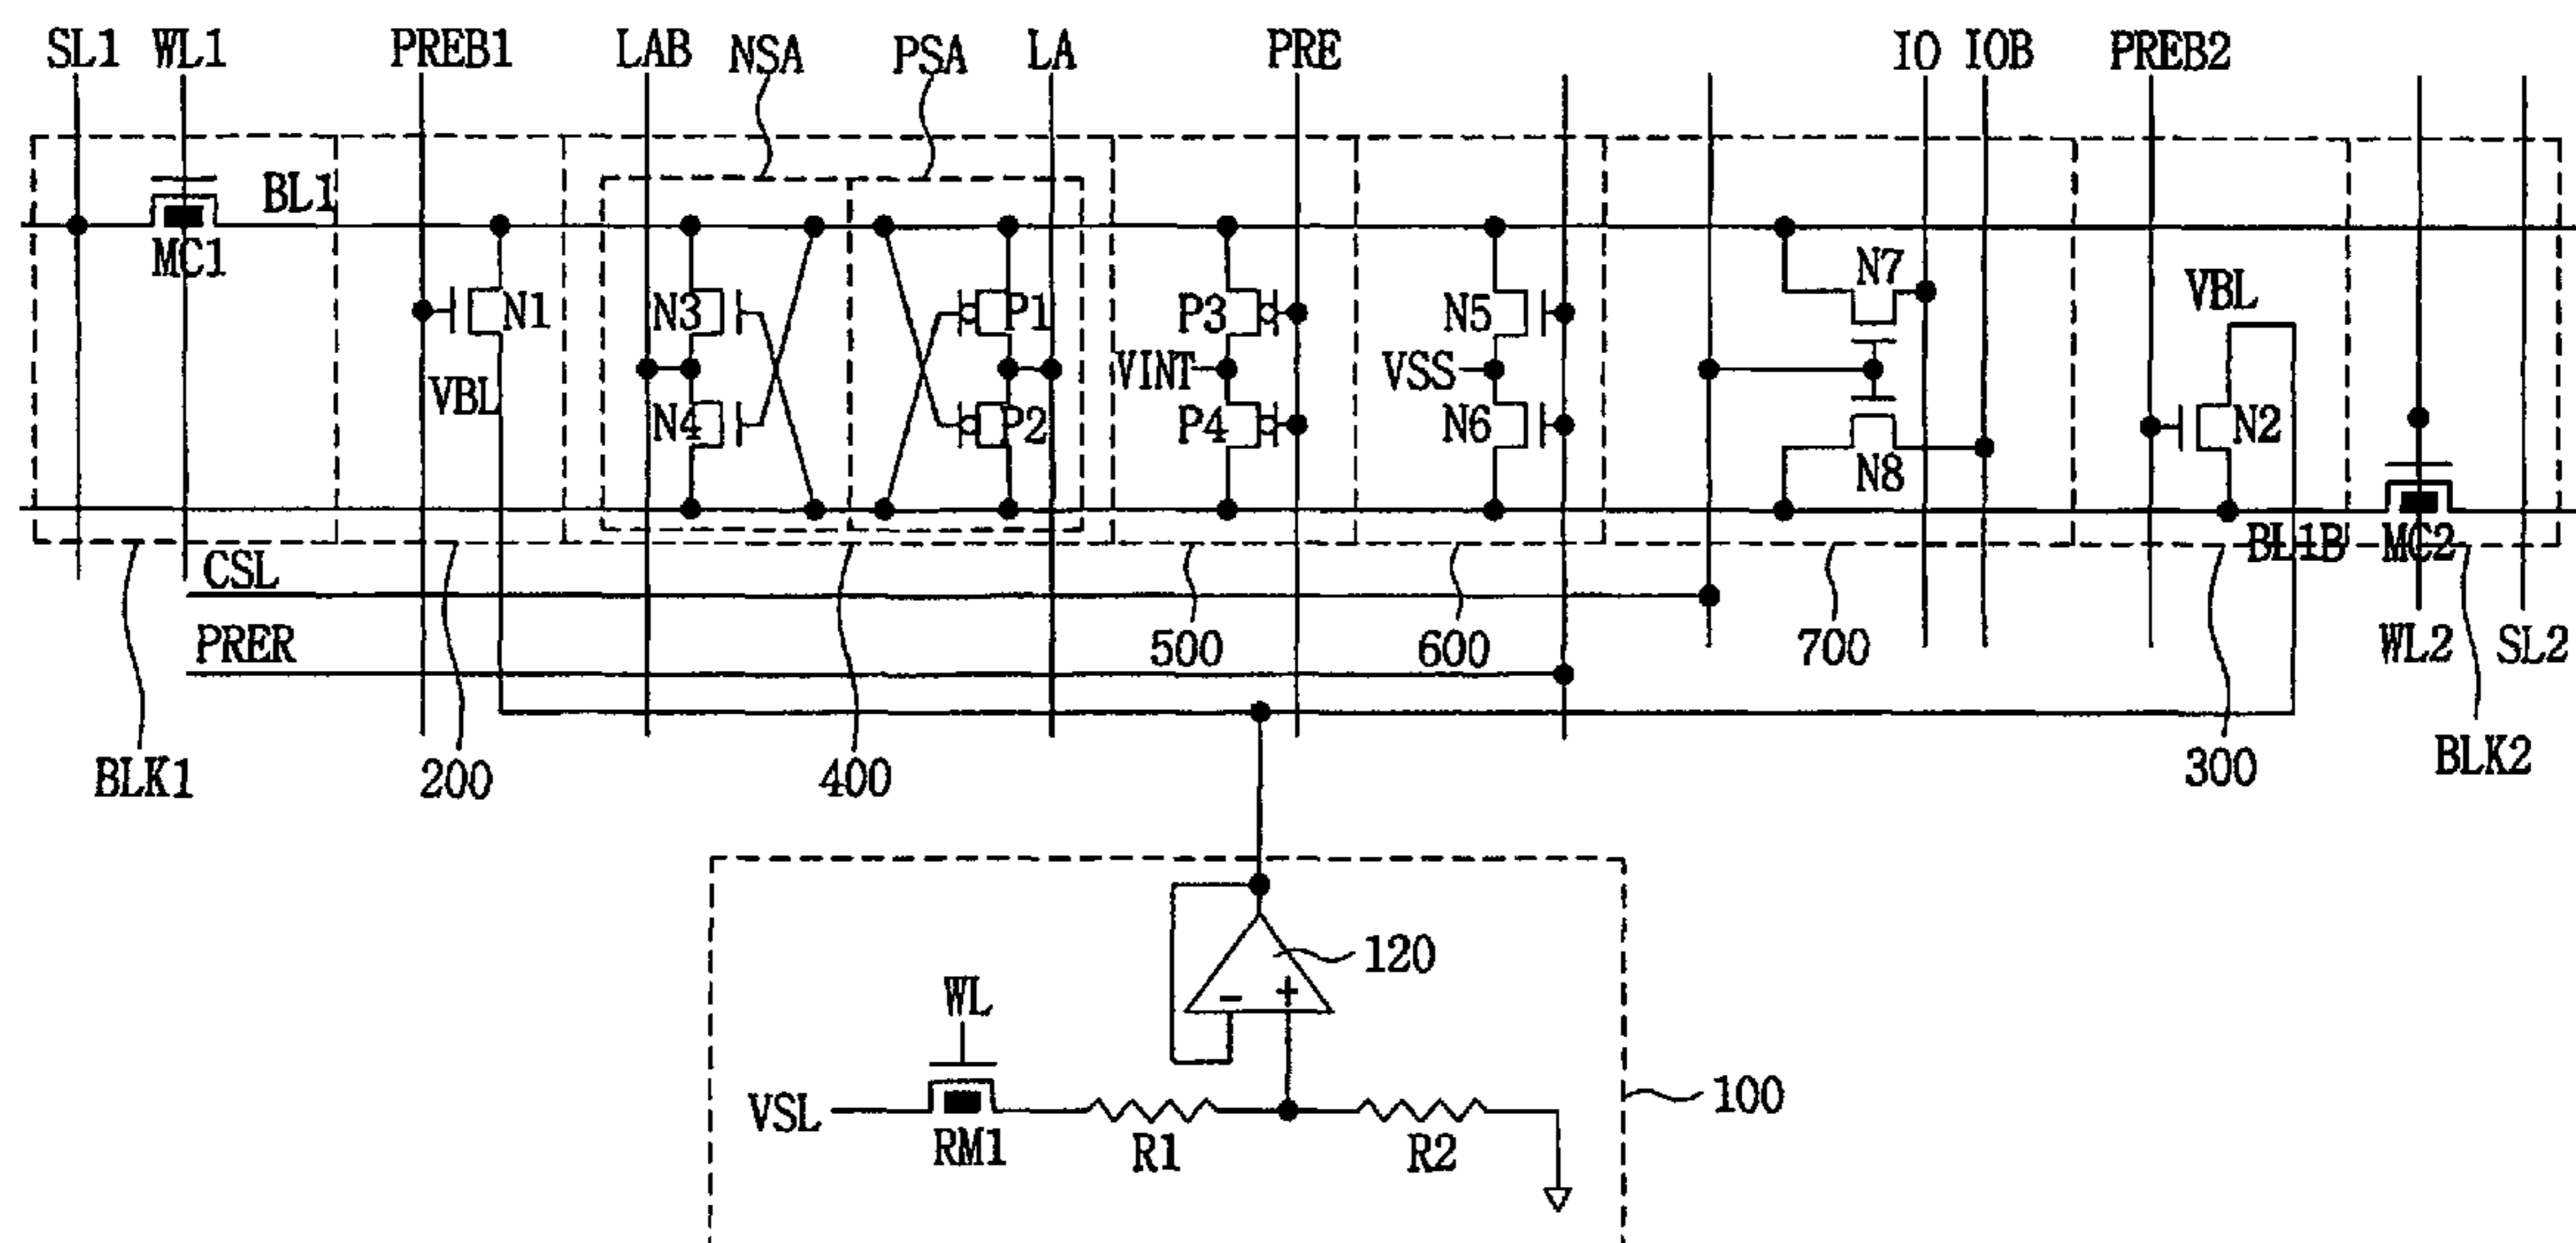 SL1 WL1 PREB1 LAB NSA PSA LA PRE IO IOB PREB2
BL1
MC1
N7
VBL
N3 P1 P3 N5
N1
VINT VSS
VBL
N4 P2 P4 N6 N8 N2
BL1B MC2
CSL
PRER
500 600 700 WL2 SL2
BLK1 200 400 300 BLK2
120
- +
WL
VSL RM1 R1 R2
100